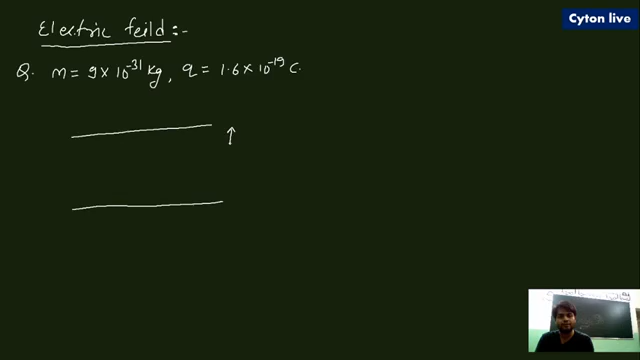 Cyton live
Electric feild:-
Q. m = 9 × 10⁻³¹ kg, q = 1.6 × 10⁻¹⁹ C.